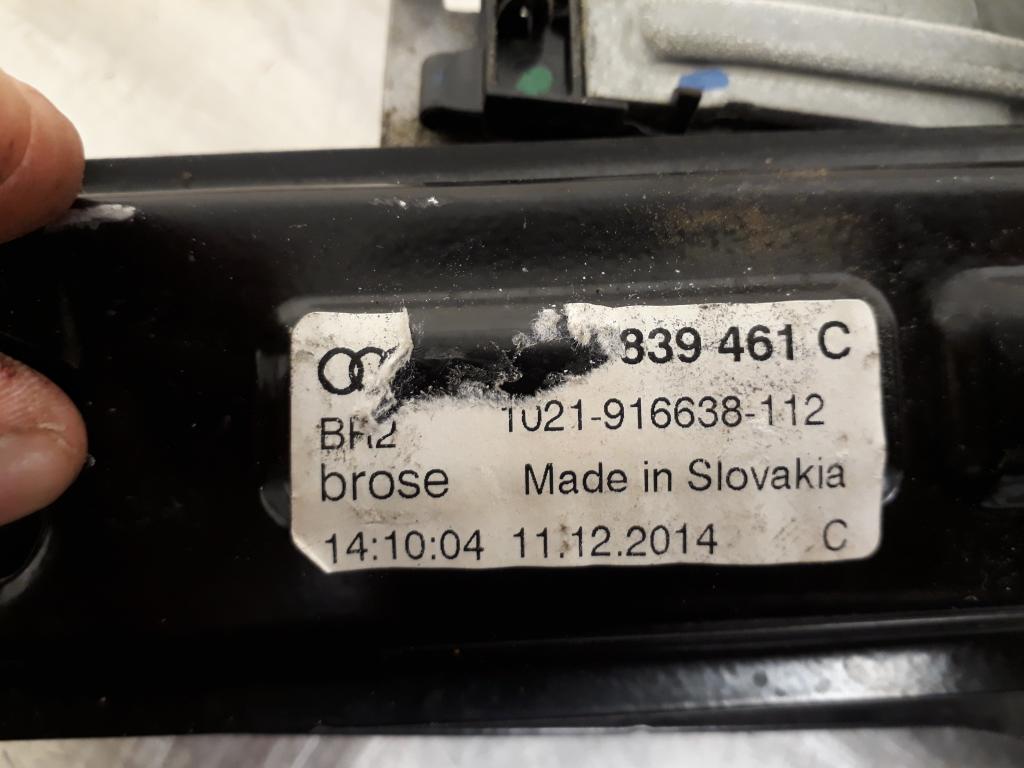 839 461 C
BR2 1021-916638-112
brose Made in Slovakia
14:10:04 11.12.2014 C